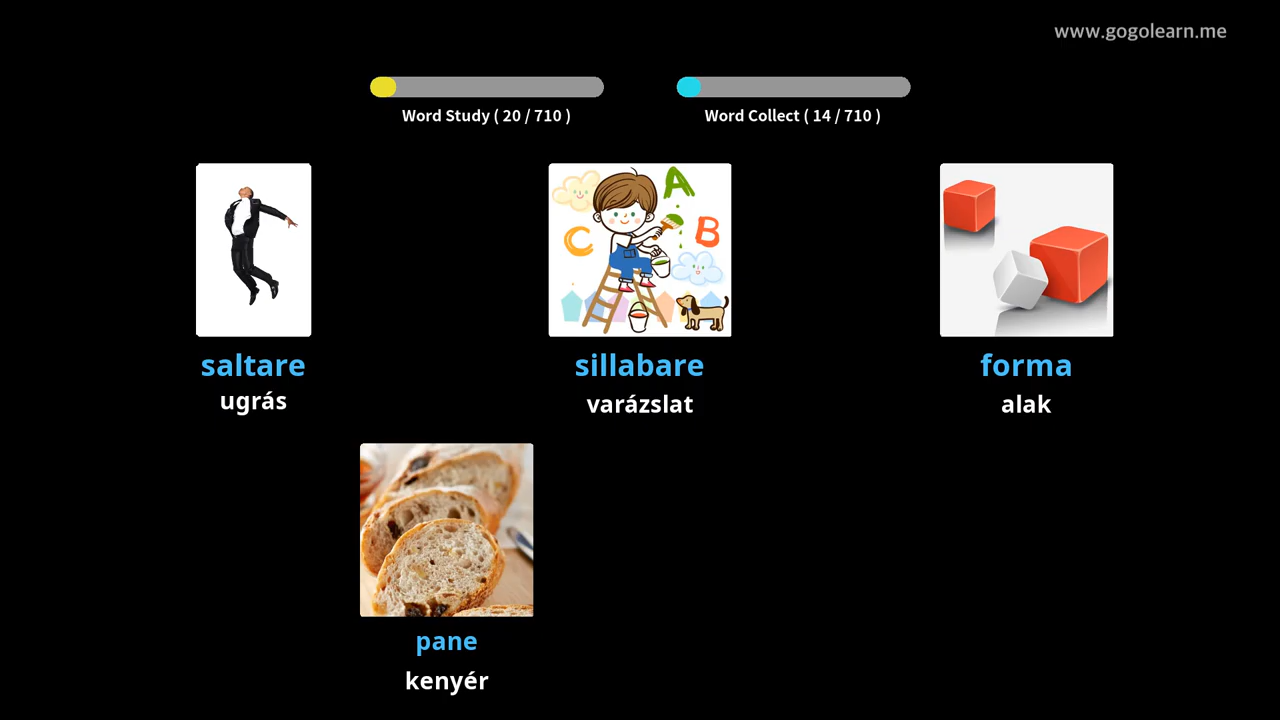 www.gogolearn.me
Word Study ( 20 / 710 )
Word Collect ( 14 / 710 )
A
B
C
saltare
sillabare
forma
ugrás
varázslat
alak
pane
kenyér